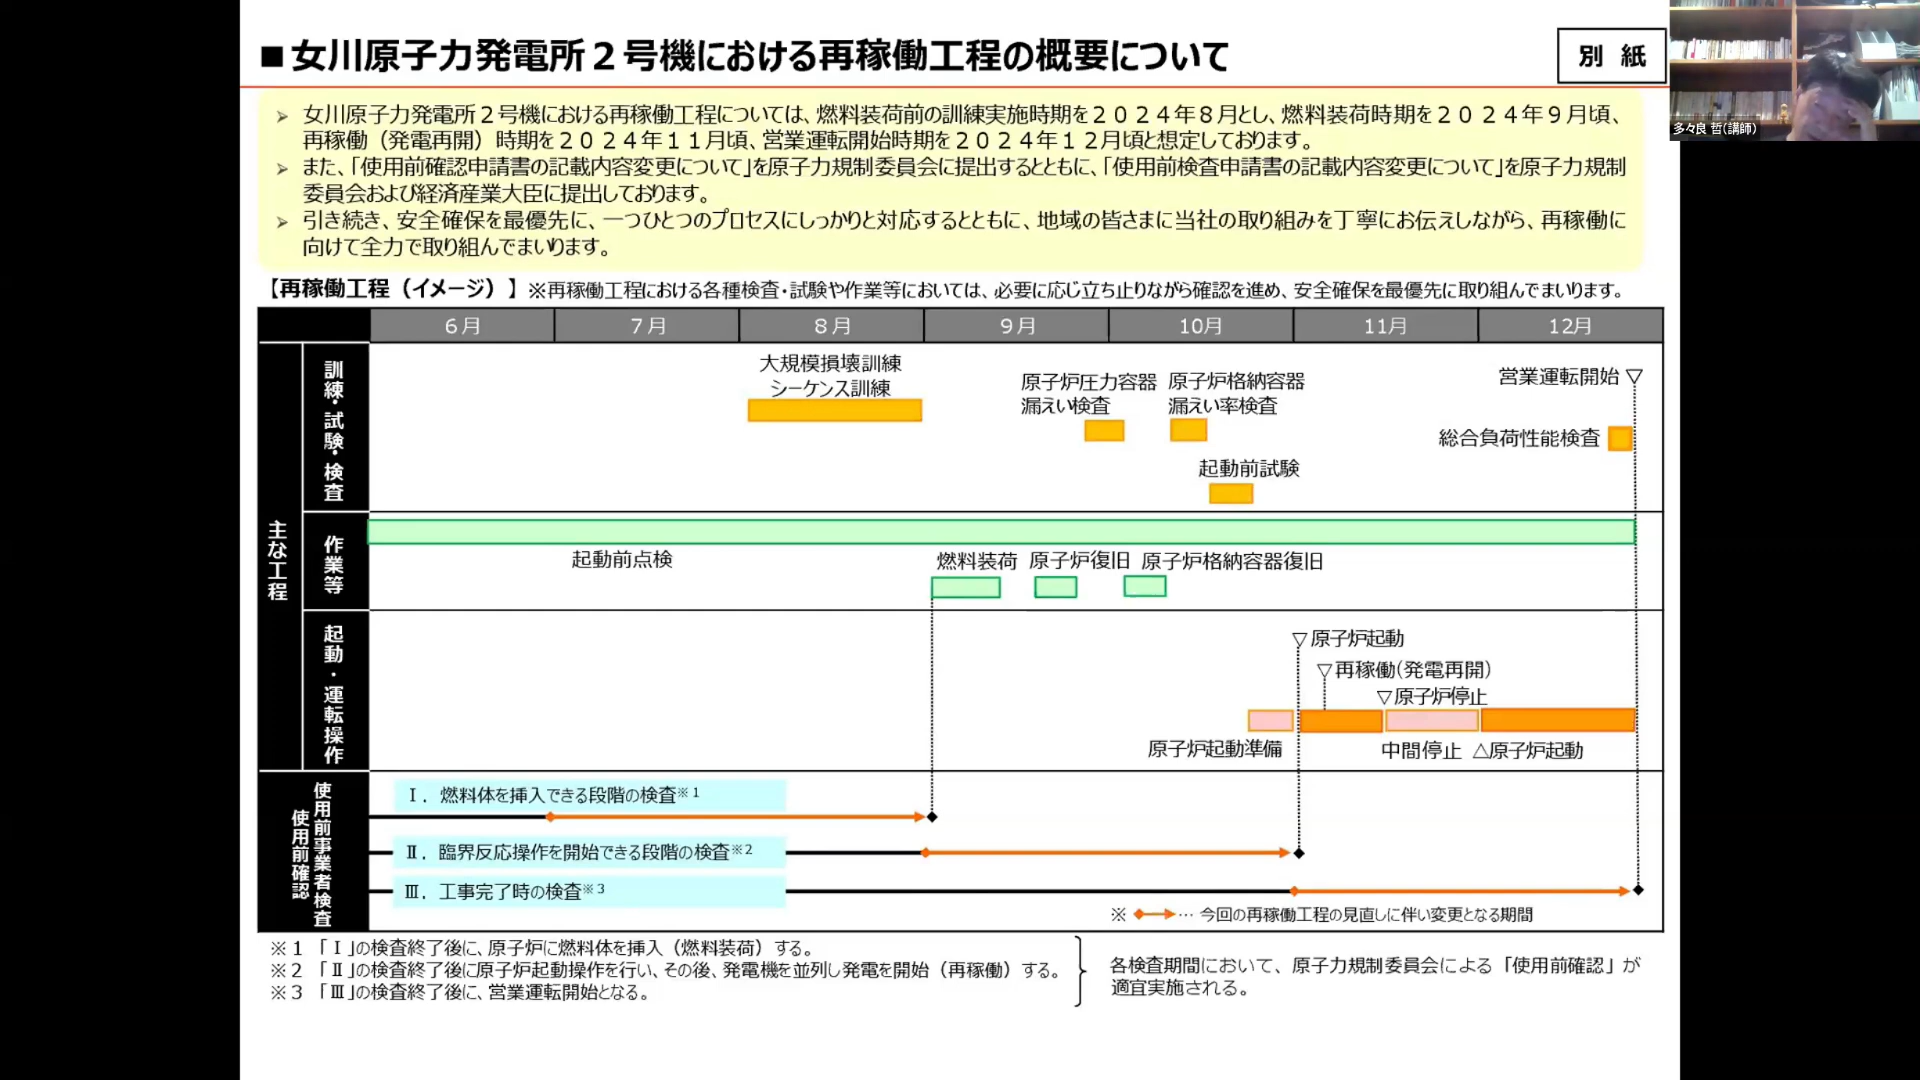 ■女川原子力発電所２号機における再稼働工程の概要について
別 紙
多々良 哲(講師)
➢ 女川原子力発電所２号機における再稼働工程については、燃料装荷前の訓練実施時期を２０２４年８月とし、燃料装荷時期を２０２４年９月頃、
再稼働（発電再開）時期を２０２４年１１月頃、営業運転開始時期を２０２４年１２月頃と想定しております。
➢ また、「使用前確認申請書の記載内容変更について」を原子力規制委員会に提出するとともに、「使用前検査申請書の記載内容変更について」を原子力規制
委員会および経済産業大臣に提出しております。
➢ 引き続き、安全確保を最優先に、一つひとつのプロセスにしっかりと対応するとともに、地域の皆さまに当社の取り組みを丁寧にお伝えしながら、再稼働に
向けて全力で取り組んでまいります。
【再稼働工程（イメージ）】※再稼働工程における各種検査・試験や作業等においては、必要に応じ立ち止りながら確認を進め、安全確保を最優先に取り組んでまいります。
６月 ７月 ８月 ９月 10月 11月 12月
主な工程
訓練・試験・検査
大規模損壊訓練
シーケンス訓練
原子炉圧力容器
漏えい検査
原子炉格納容器
漏えい率検査
起動前試験
営業運転開始▽
総合負荷性能検査
作業等
起動前点検
燃料装荷
原子炉復旧
原子炉格納容器復旧
起動・運転操作
▽原子炉起動
▽再稼働(発電再開)
▽原子炉停止
原子炉起動準備
中間停止
△原子炉起動
使用前事業者検査
使用前確認
Ⅰ．燃料体を挿入できる段階の検査※1
Ⅱ．臨界反応操作を開始できる段階の検査※2
Ⅲ．工事完了時の検査※3
※ … 今回の再稼働工程の見直しに伴い変更となる期間
※１ 「Ⅰ」の検査終了後に、原子炉に燃料体を挿入（燃料装荷）する。
※２ 「Ⅱ」の検査終了後に原子炉起動操作を行い、その後、発電機を並列し発電を開始（再稼働）する。
※３ 「Ⅲ」の検査終了後に、営業運転開始となる。
各検査期間において、原子力規制委員会による「使用前確認」が
適宜実施される。